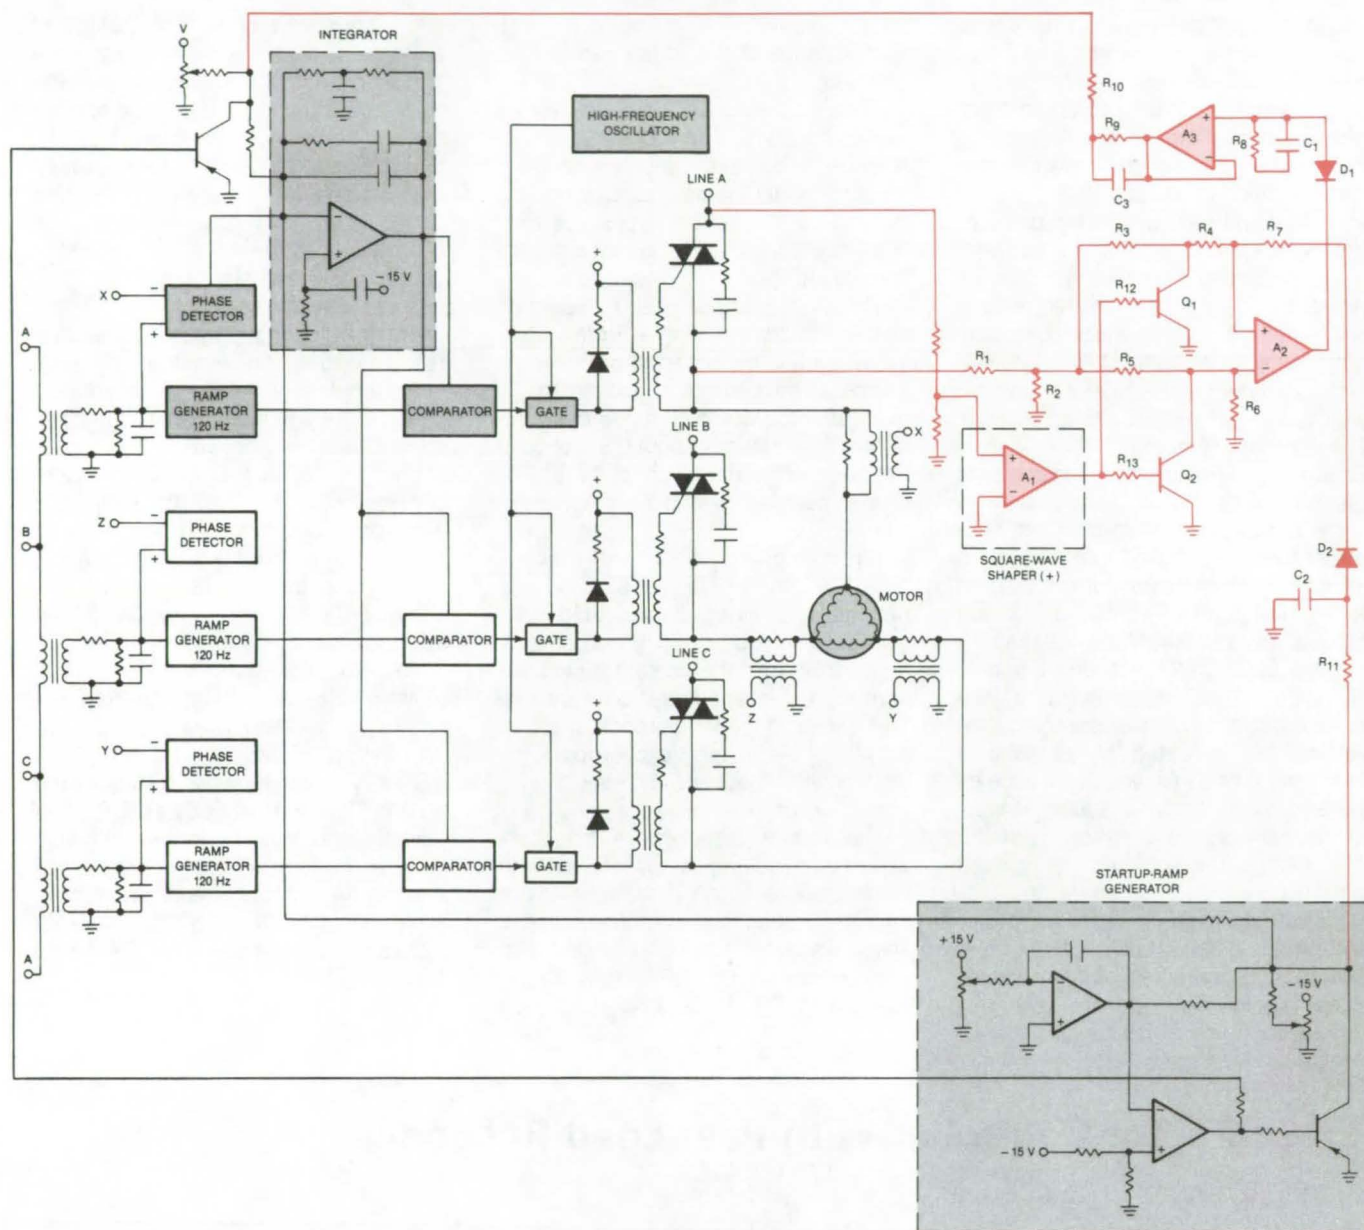 V
INTEGRATOR
HIGH-FREQUENCY
OSCILLATOR
R10
R9
A3
+
−
R8
C1
D1
C3
LINE A
+
−
+
− 15 V
X
−
PHASE
DETECTOR
+
R3
R4
R7
R12
Q1
A
+
A2
−
R1
R5
R2
R6
RAMP
GENERATOR
120 Hz
COMPARATOR
GATE
LINE B
X
+
A1
−
R13
Q2
+
Z
−
PHASE
DETECTOR
+
B
SQUARE-WAVE
SHAPER (+)
D2
C2
MOTOR
RAMP
GENERATOR
120 Hz
COMPARATOR
GATE
LINE C
R11
Z
Y
+
Y
−
PHASE
DETECTOR
+
C
RAMP
GENERATOR
120 Hz
COMPARATOR
GATE
STARTUP-RAMP
GENERATOR
A
+ 15 V
−
+
− 15 V
−
+
− 15 V